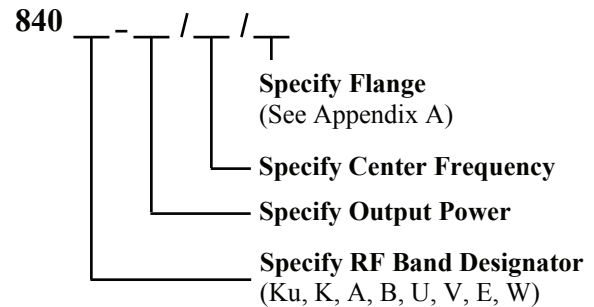 840 __ - __ / __ / __
Specify Flange
(See Appendix A)
Specify Center Frequency
Specify Output Power
Specify RF Band Designator
(Ku, K, A, B, U, V, E, W)